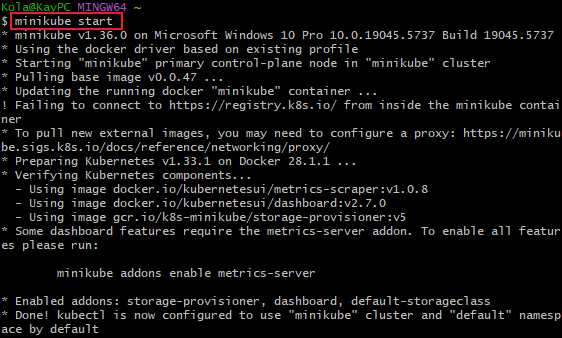 Kola@KayPC MINGW64 ~
$ minikube start
* minikube v1.36.0 on Microsoft Windows 10 Pro 10.0.19045.5737 Build 19045.5737
* Using the docker driver based on existing profile
* Starting "minikube" primary control-plane node in "minikube" cluster
* Pulling base image v0.0.47 ...
* Updating the running docker "minikube" container ...
! Failing to connect to https://registry.k8s.io/ from inside the minikube contai
ner
* To pull new external images, you may need to configure a proxy: https://miniku
be.sigs.k8s.io/docs/reference/networking/proxy/
* Preparing Kubernetes v1.33.1 on Docker 28.1.1 ...
* Verifying Kubernetes components...
  - Using image docker.io/kubernetesui/metrics-scraper:v1.0.8
  - Using image docker.io/kubernetesui/dashboard:v2.7.0
  - Using image gcr.io/k8s-minikube/storage-provisioner:v5
* Some dashboard features require the metrics-server addon. To enable all featur
es please run:
        minikube addons enable metrics-server
* Enabled addons: storage-provisioner, dashboard, default-storageclass
* Done! kubectl is now configured to use "minikube" cluster and "default" namesp
ace by default